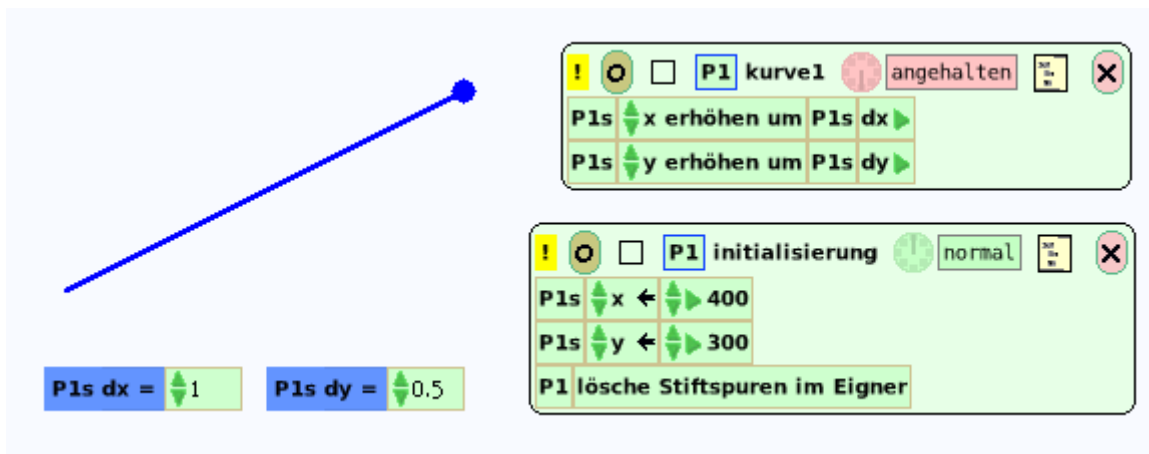 ! O P1 kurve1 angehalten ×
P1s x erhöhen um P1s dx
P1s y erhöhen um P1s dy
! O P1 initialisierung normal ×
P1s x ← 400
P1s y ← 300
P1 lösche Stiftspuren im Eigner
P1s dx = 1
P1s dy = 0.5